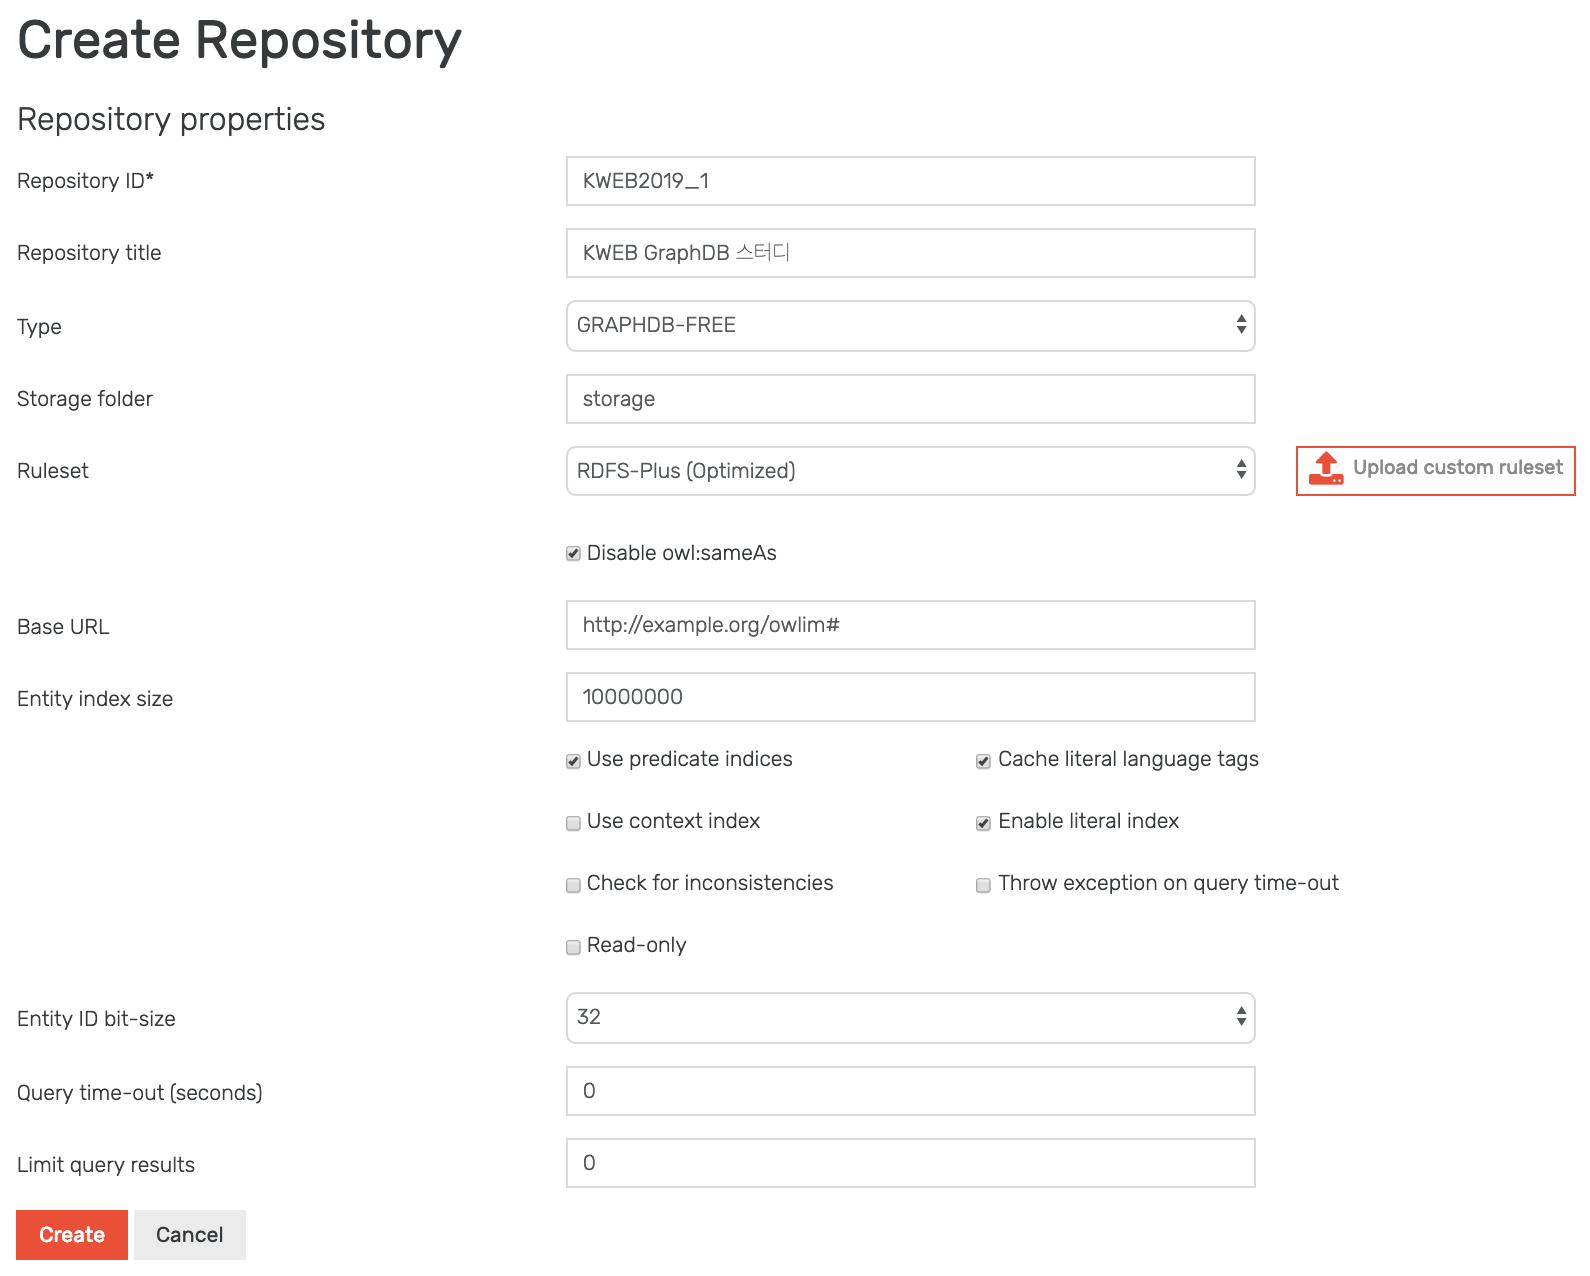 Create Repository
Repository properties
Repository ID*
KWEB2019_1
Repository title
KWEB GraphDB 스터디
Type
GRAPHDB-FREE
Storage folder
storage
Ruleset
RDFS-Plus (Optimized)
Upload custom ruleset
Disable owl:sameAs
Base URL
http://example.org/owlim#
Entity index size
10000000
Use predicate indices
Cache literal language tags
Use context index
Enable literal index
Check for inconsistencies
Throw exception on query time-out
Read-only
Entity ID bit-size
32
Query time-out (seconds)
0
Limit query results
0
Create
Cancel